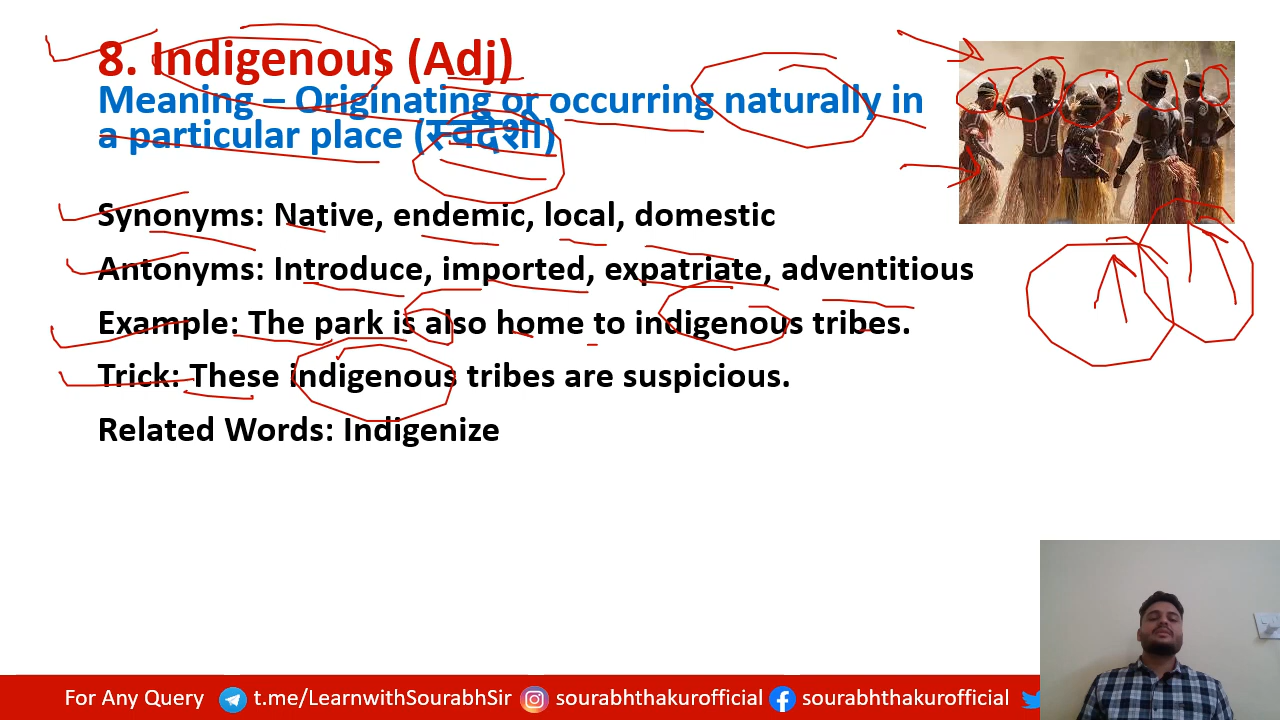 8. Indigenous (Adj)
Meaning – Originating or occurring naturally in
a particular place (स्वदेशी)
Synonyms: Native, endemic, local, domestic
Antonyms: Introduce, imported, expatriate, adventitious
Example: The park is also home to indigenous tribes.
Trick: These indigenous tribes are suspicious.
Related Words: Indigenize
For Any Query t.me/LearnwithSourabhSir sourabhthakurofficial sourabhthakurofficial